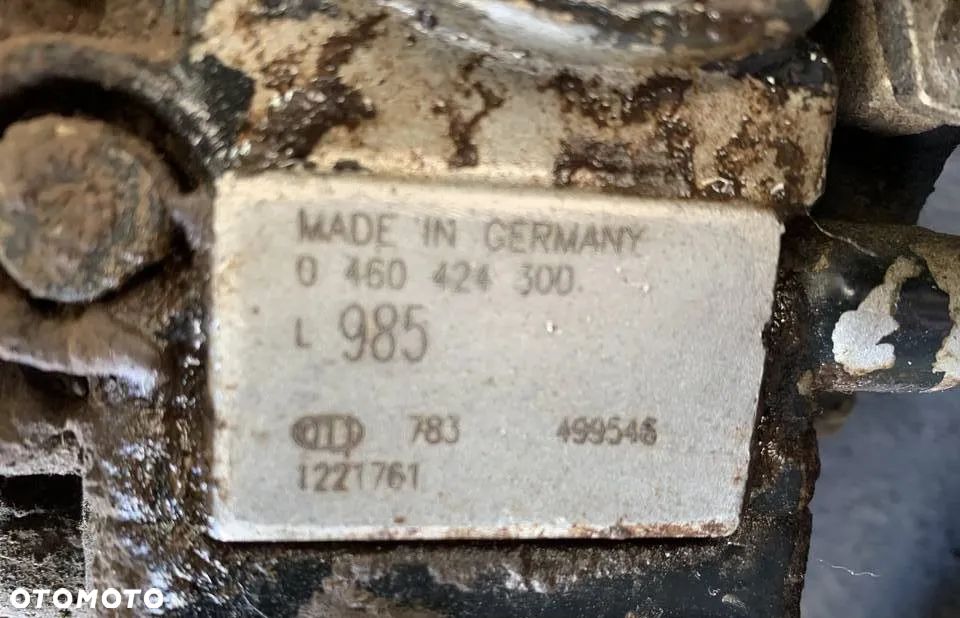 MADE IN GERMANY
0 460 424 300
L 985
783 499546
1221761
OTOMOTO